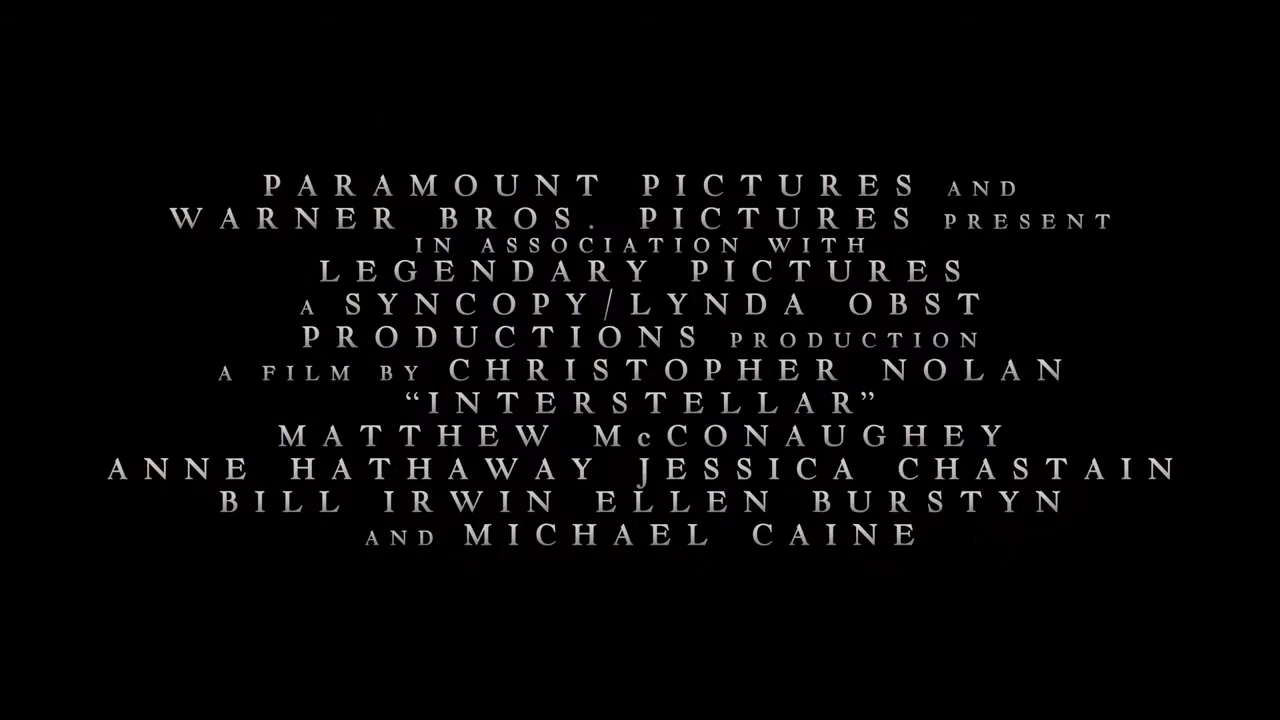 PARAMOUNT PICTURES AND
WARNER BROS. PICTURES PRESENT
IN ASSOCIATION WITH
LEGENDARY PICTURES
A SYNCOPY/LYNDA OBST
PRODUCTIONS PRODUCTION
A FILM BY CHRISTOPHER NOLAN
“INTERSTELLAR”
MATTHEW McCONAUGHEY
ANNE HATHAWAY JESSICA CHASTAIN
BILL IRWIN ELLEN BURSTYN
AND MICHAEL CAINE